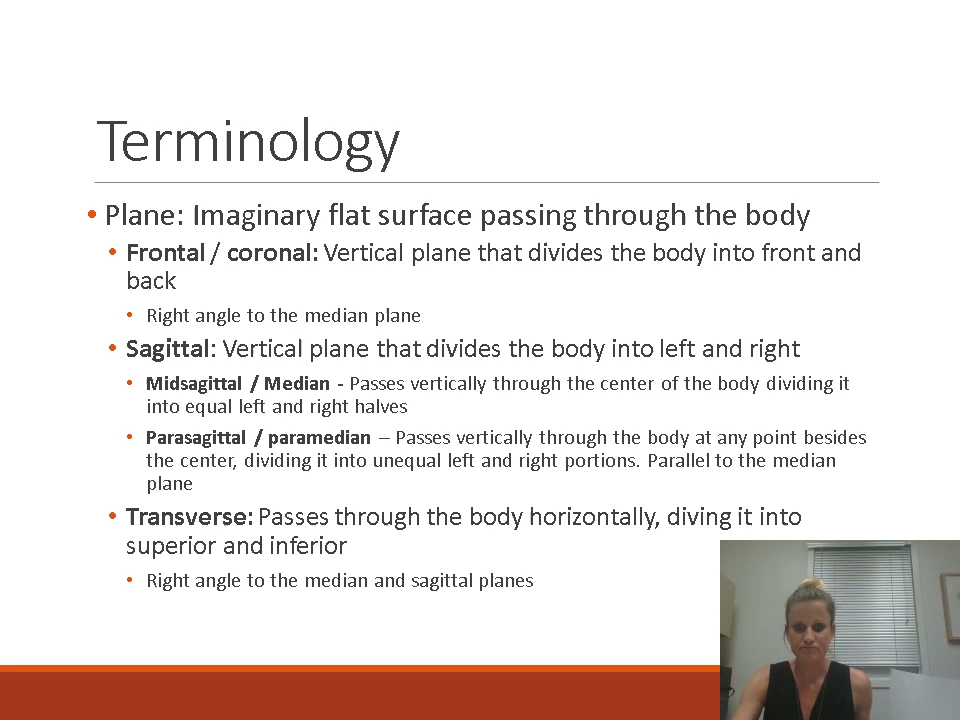 Terminology
• Plane: Imaginary flat surface passing through the body
• Frontal / coronal: Vertical plane that divides the body into front and
back
• Right angle to the median plane
• Sagittal: Vertical plane that divides the body into left and right
• Midsagittal / Median - Passes vertically through the center of the body dividing it
into equal left and right halves
• Parasagittal / paramedian – Passes vertically through the body at any point besides
the center, dividing it into unequal left and right portions. Parallel to the median
plane
• Transverse: Passes through the body horizontally, diving it into
superior and inferior
• Right angle to the median and sagittal planes